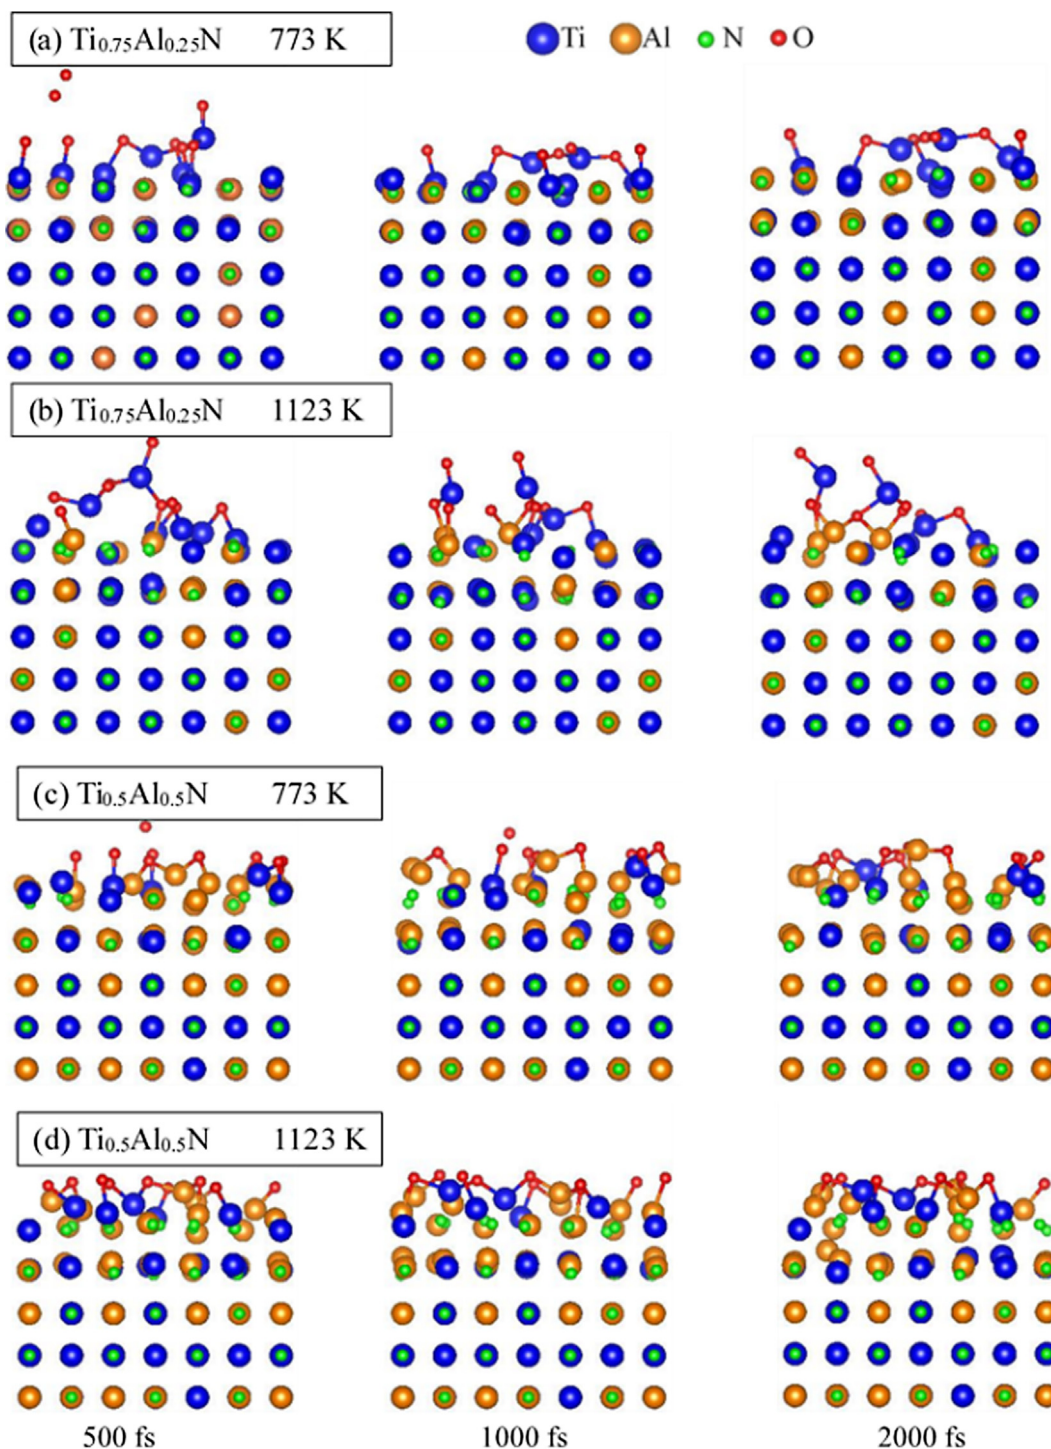 (a) Ti0.75Al0.25N 773 K
Ti Al N O
(b) Ti0.75Al0.25N 1123 K
(c) Ti0.5Al0.5N 773 K
(d) Ti0.5Al0.5N 1123 K
500 fs 1000 fs 2000 fs